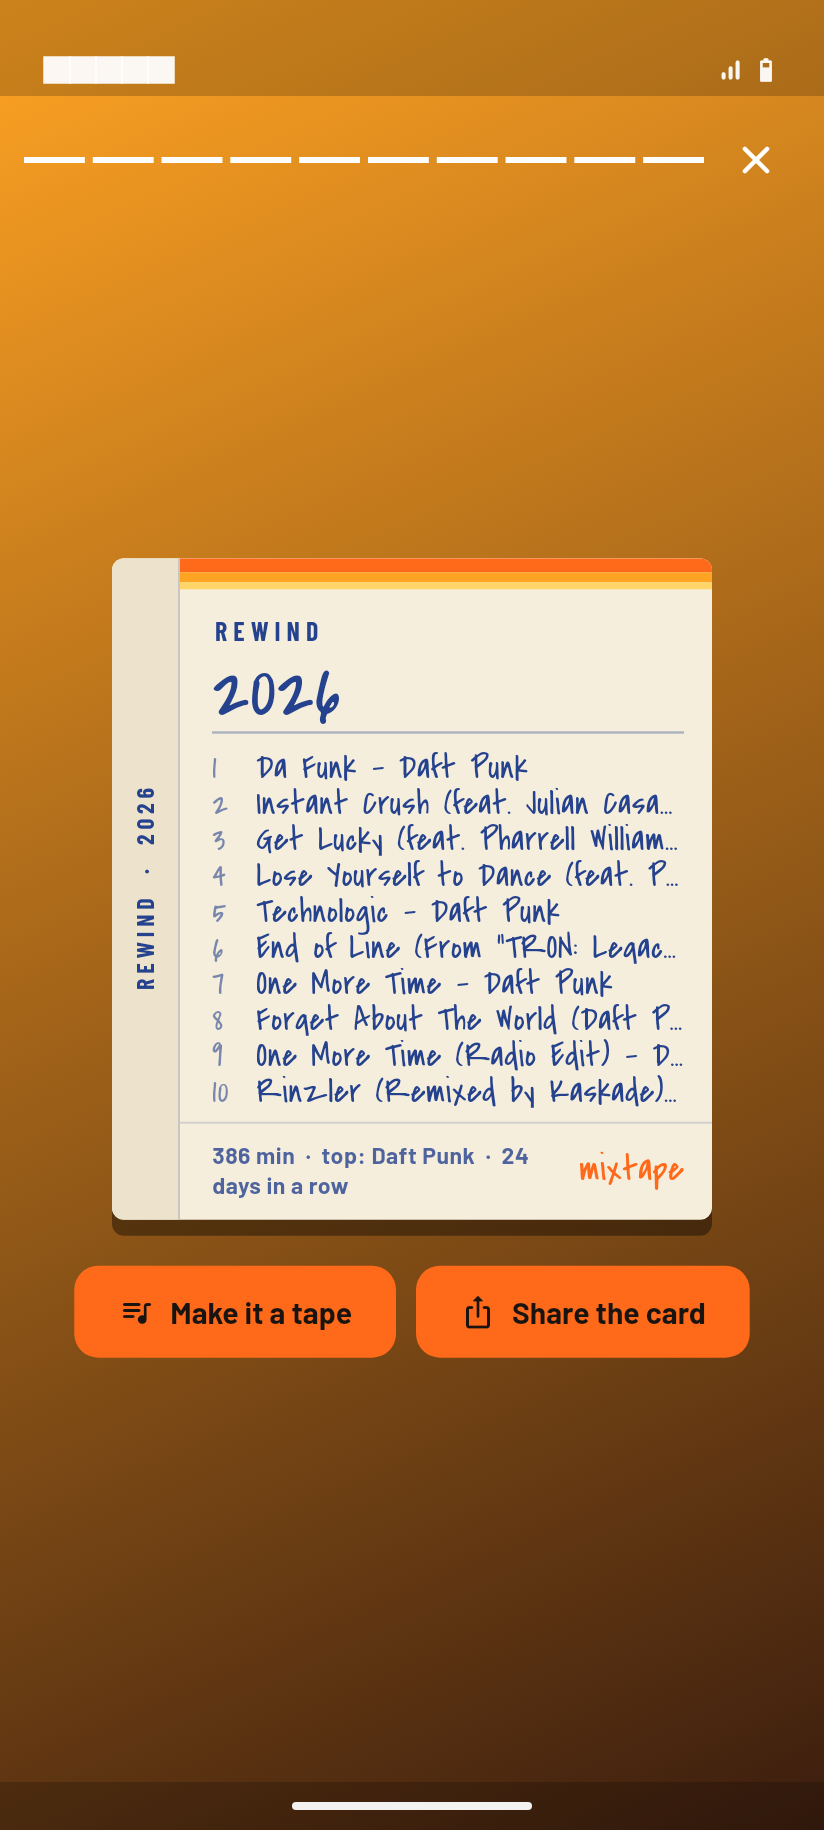 REWIND
2026
1 Da Funk - Daft Punk
2 Instant Crush (feat. Julian Casa...
3 Get Lucky (feat. Pharrell William...
4 Lose Yourself to Dance (feat. P...
5 Technologic - Daft Punk
6 End of Line (From "TRON: Legac...
7 One More Time - Daft Punk
8 Forget About The World (Daft P...
9 One More Time (Radio Edit) - D...
10 Rinzler (Remixed by Kaskade)...
REWIND · 2026
386 min · top: Daft Punk · 24
days in a row
mixtape
Make it a tape
Share the card